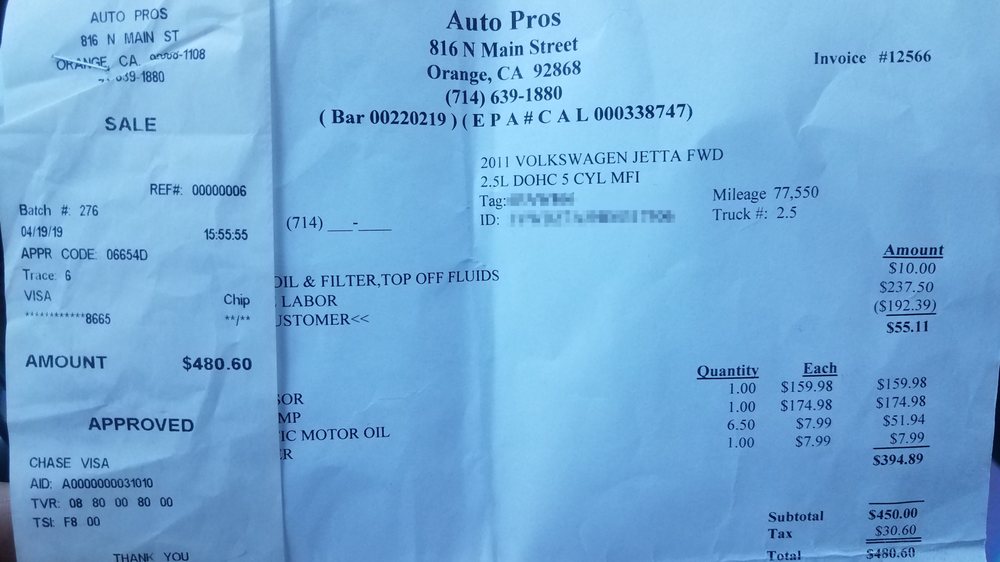 AUTO PROS
816 N MAIN ST
ORANGE, CA. -1108
639-1880
SALE
REF#: 00000006
Batch #: 276
04/19/19 15:55:55
APPR CODE: 06654D
Trace: 6
VISA Chip
************8665 **/**
AMOUNT $480.60
APPROVED
CHASE VISA
AID: A0000000031010
TVR: 08 80 00 80 00
TSI: F8 00
THANK YOU
Auto Pros
816 N Main Street
Orange, CA 92868
(714) 639-1880
( Bar 00220219 ) ( E P A # C A L 000338747)
Invoice #12566
2011 VOLKSWAGEN JETTA FWD
2.5L DOHC 5 CYL MFI
Tag: Mileage 77,550
ID: Truck #: 2.5
(714) ___-____
Amount
OIL & FILTER,TOP OFF FLUIDS $10.00
LABOR $237.50
USTOMER<< ($192.39)
$55.11
Quantity Each
SOR 1.00 $159.98 $159.98
MP 1.00 $174.98 $174.98
IC MOTOR OIL 6.50 $7.99 $51.94
ER 1.00 $7.99 $7.99
$394.89
Subtotal $450.00
Tax $30.60
Total $480.60